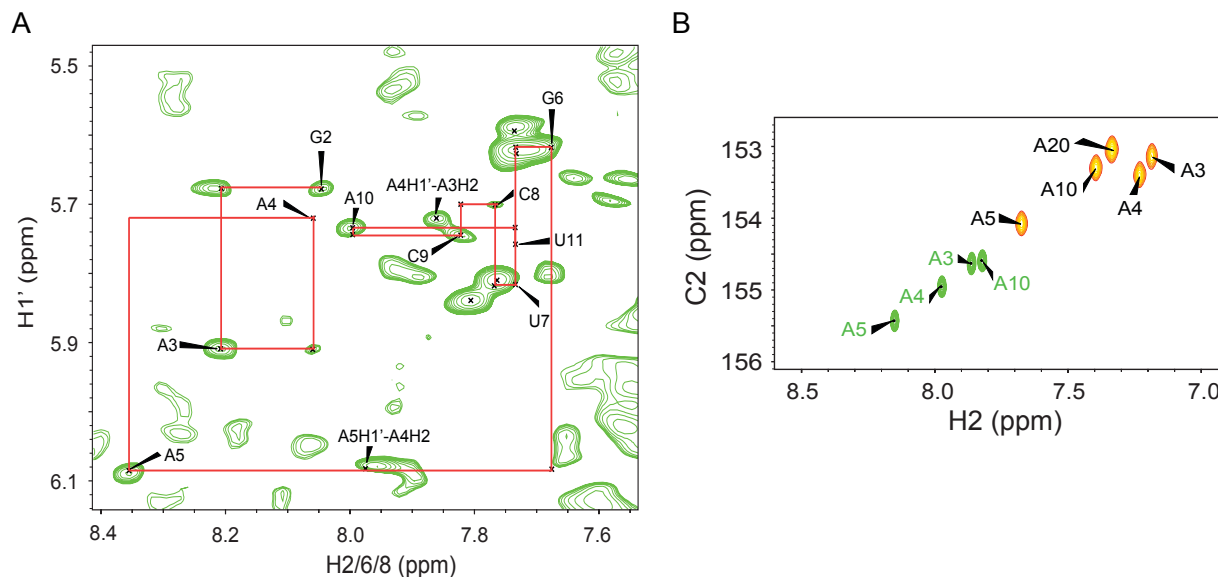 A
5.5
5.7
5.9
6.1
H1' (ppm)
G2
A4
A10
A4H1'-A3H2
G6
C8
C9
U11
U7
A3
A5
A5H1'-A4H2
8.4
8.2
8.0
7.8
7.6
H2/6/8 (ppm)
B
153
154
155
156
C2 (ppm)
A20
A3
A10
A4
A5
A3
A10
A4
A5
8.5
8.0
7.5
7.0
H2 (ppm)